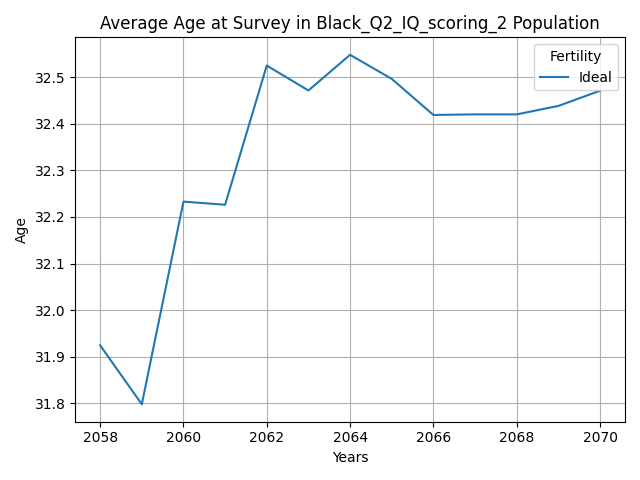 Average Age at Survey in Black_Q2_IQ_scoring_2 Population
Fertility
Ideal
Age
32.5
32.4
32.3
32.2
32.1
32.0
31.9
31.8
2058 2060 2062 2064 2066 2068 2070
Years